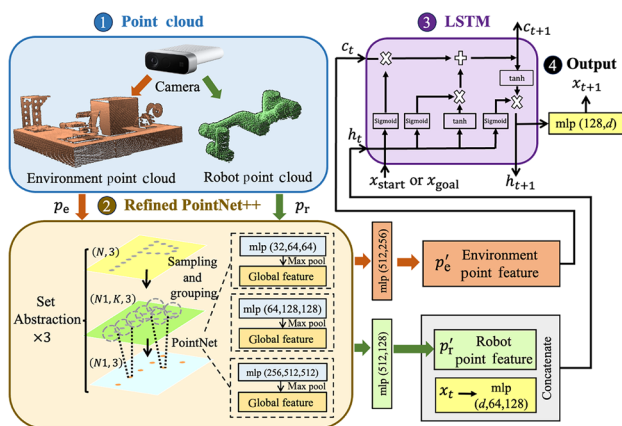 1 Point cloud
Camera
Environment point cloud
Robot point cloud
3 LSTM
c_t
c_{t+1}
tanh
Sigmoid
Sigmoid
tanh
Sigmoid
h_t
x_start or x_goal
h_{t+1}
4 Output
x_{t+1}
mlp (128,d)
p_e
2 Refined PointNet++
p_r
Set
Abstraction
×3
(N,3)
Sampling
and
grouping
(N1,K,3)
PointNet
(N1,3)
mlp (32,64,64)
Max pool
Global feature
mlp (64,128,128)
Max pool
Global feature
mlp (256,512,512)
Max pool
Global feature
mlp (512,256)
p'_e Environment
point feature
mlp (512,128)
p'_r Robot
point feature
x_t mlp
(d,64,128)
Concatenate